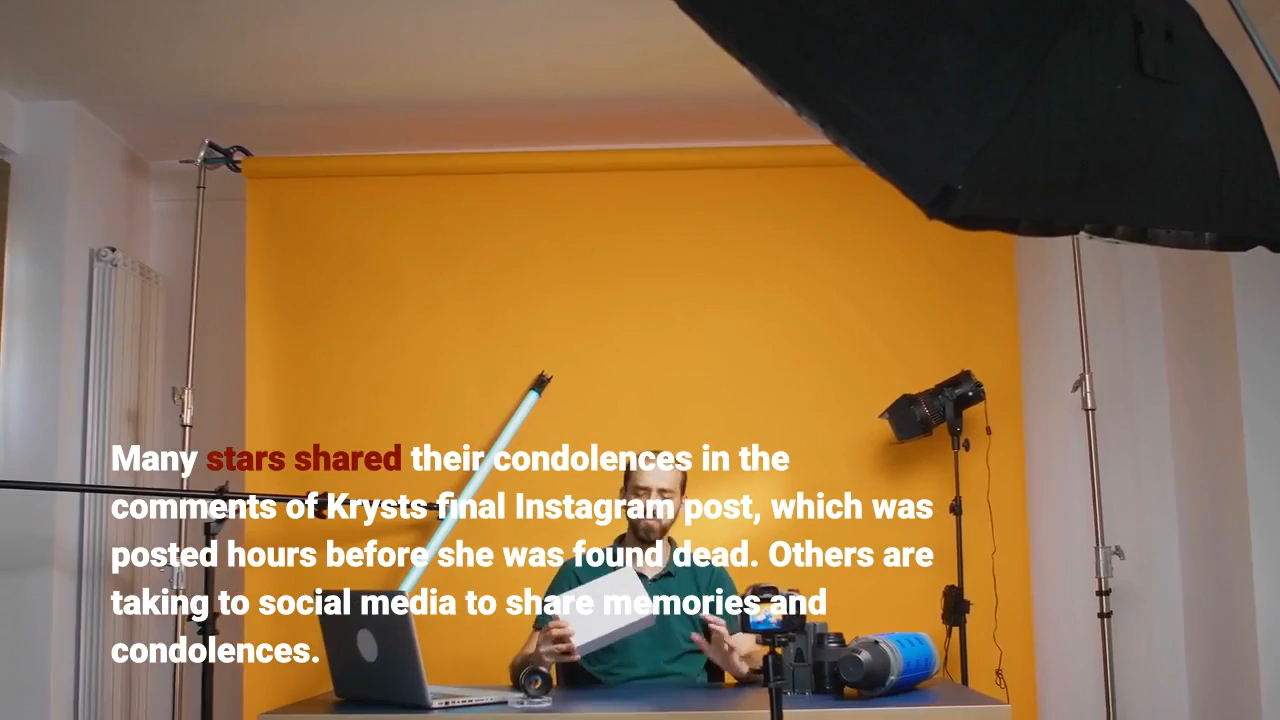 Many stars shared their condolences in the
comments of Krysts final Instagram post, which was
posted hours before she was found dead. Others are
taking to social media to share memories and
condolences.